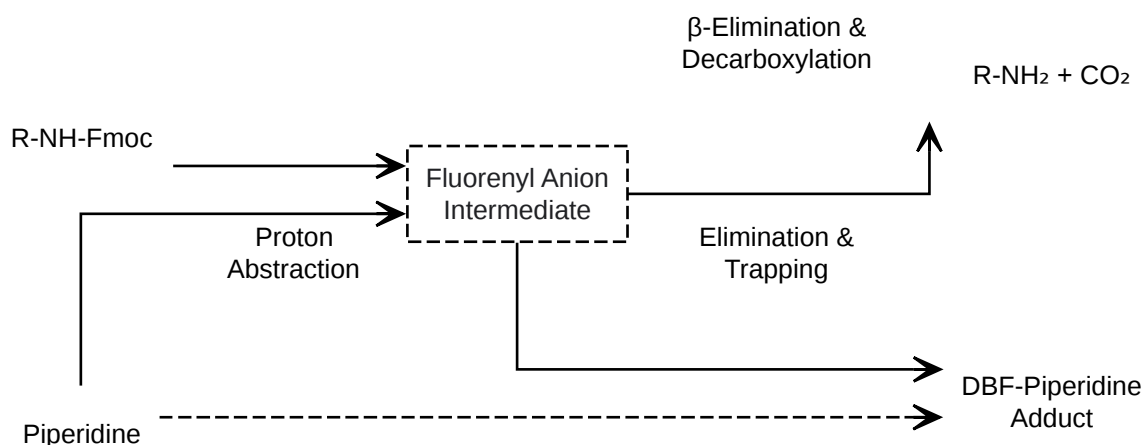 β-Elimination &
Decarboxylation
R-NH₂ + CO₂
R-NH-Fmoc
Fluorenyl Anion
Intermediate
Proton
Abstraction
Elimination &
Trapping
DBF-Piperidine
Adduct
Piperidine